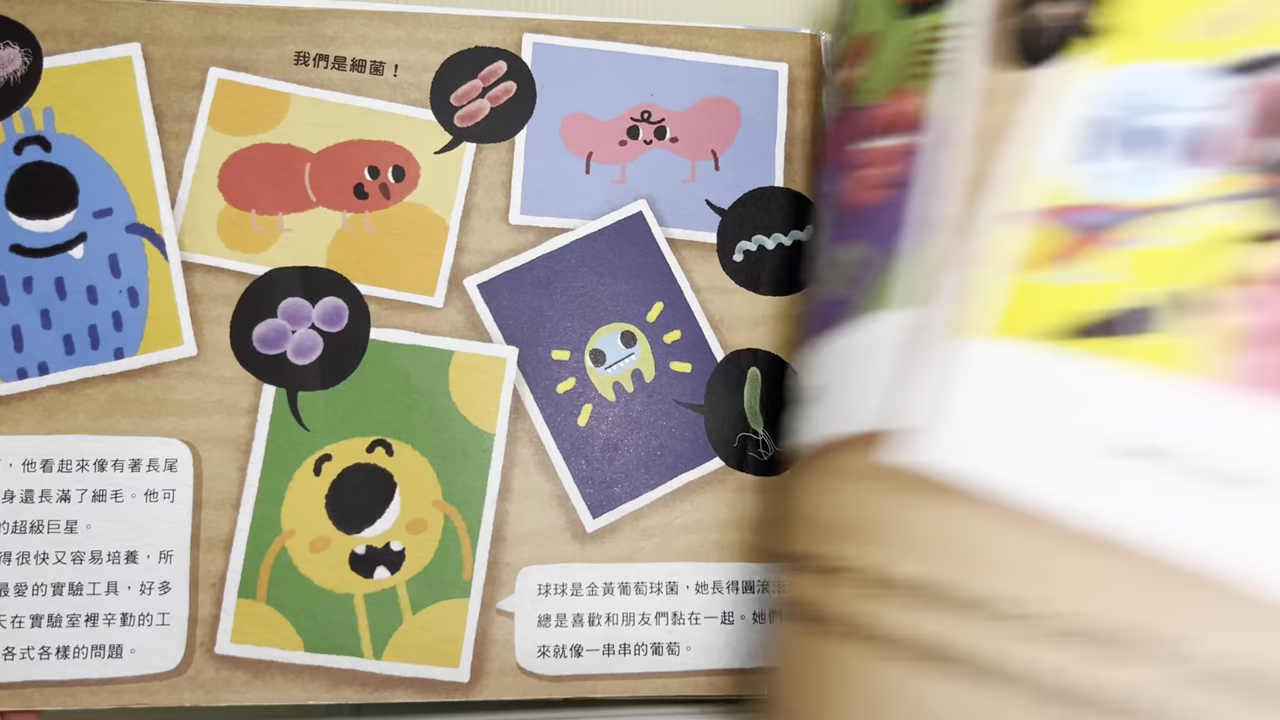 我們是細菌！
，他看起來像有著長尾
身還長滿了細毛。他可
的超級巨星。
得很快又容易培養，所
最愛的實驗工具，好多
天在實驗室裡辛勤的工
各式各樣的問題。
球球是金黃葡萄球菌，她長得圓滾
總是喜歡和朋友們黏在一起。她們
來就像一串串的葡萄。